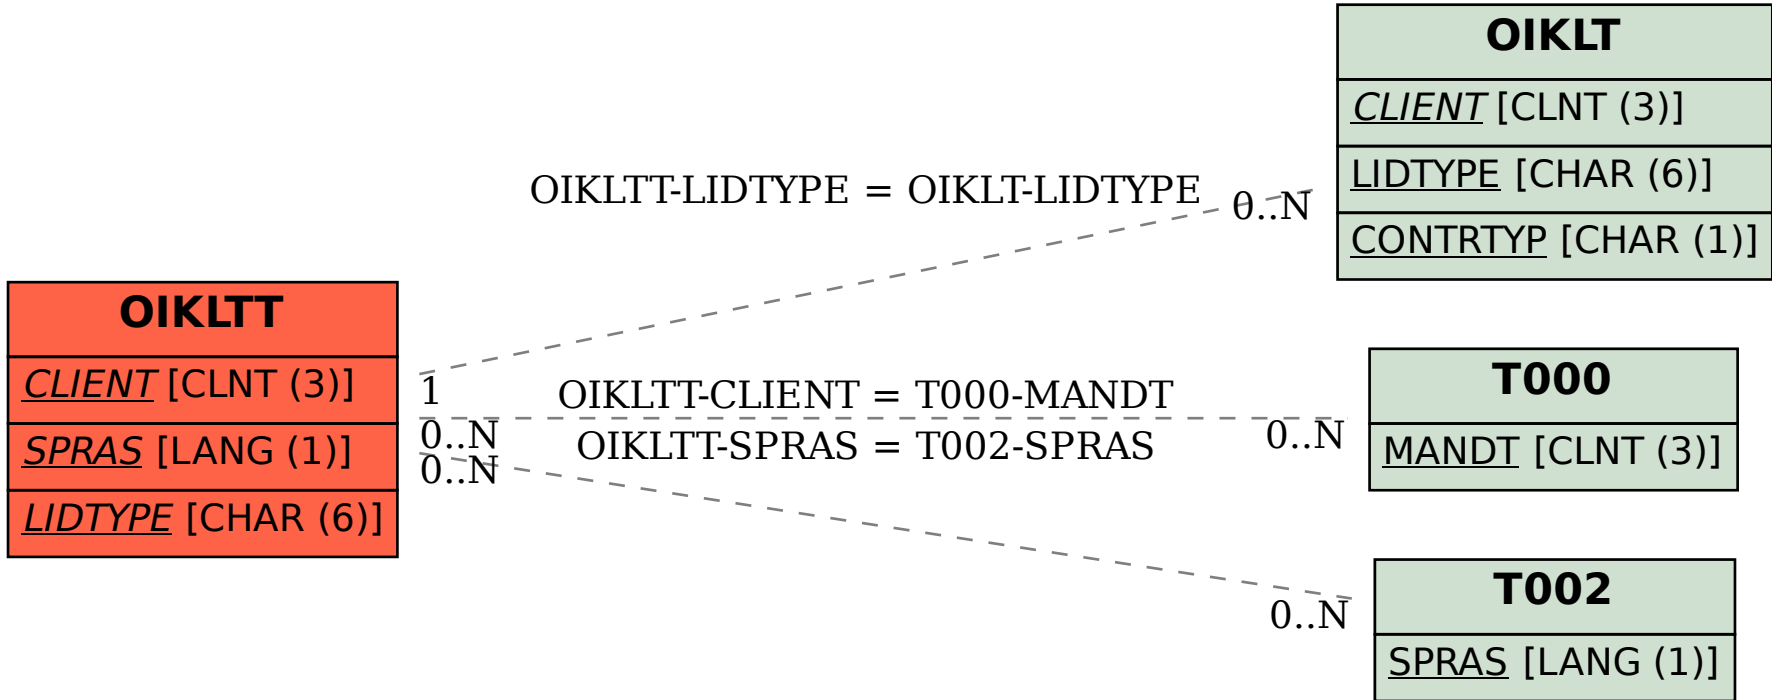 OIKLT
CLIENT [CLNT (3)]
LIDTYPE [CHAR (6)]
CONTRTYP [CHAR (1)]
OIKLTT-LIDTYPE = OIKLT-LIDTYPE
0..N
OIKLTT
CLIENT [CLNT (3)]
SPRAS [LANG (1)]
LIDTYPE [CHAR (6)]
1
OIKLTT-CLIENT = T000-MANDT
0..N
0..N
OIKLTT-SPRAS = T002-SPRAS
0..N
0..N
T000
MANDT [CLNT (3)]
T002
SPRAS [LANG (1)]